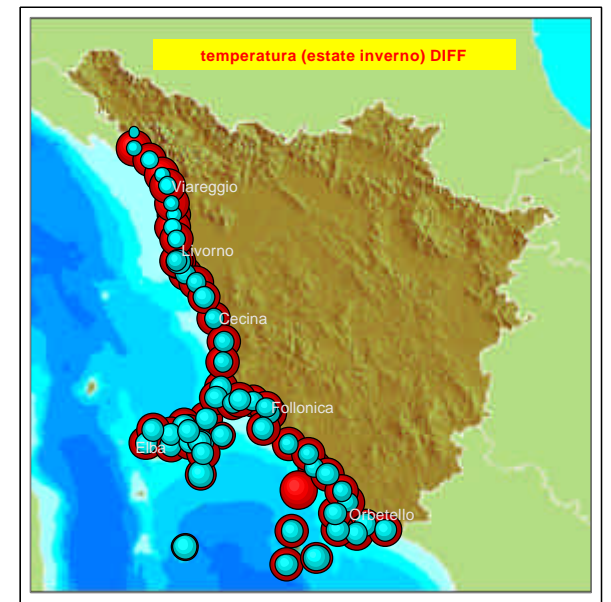 temperatura (estate inverno) DIFF
Viareggio
Livorno
Cecina
Follonica
Elba
Orbetello